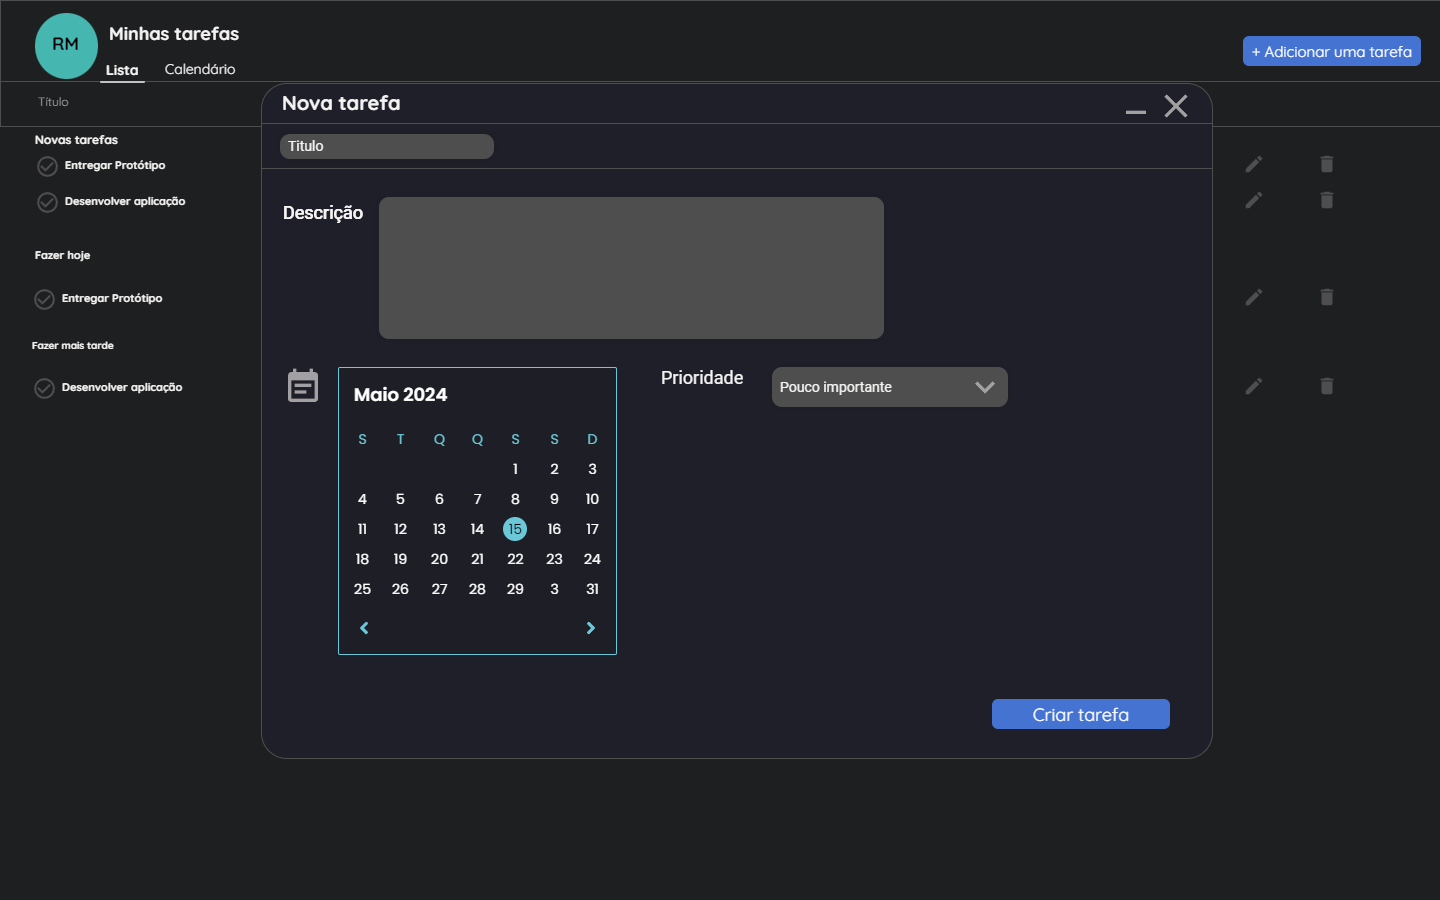 RM
Minhas tarefas
Lista Calendário
+ Adicionar uma tarefa
Título
Novas tarefas
Entregar Protótipo
Desenvolver aplicação
Fazer hoje
Entregar Protótipo
Fazer mais tarde
Desenvolver aplicação
Nova tarefa
Titulo
Descrição
Maio 2024
S T Q Q S S D
1 2 3
4 5 6 7 8 9 10
11 12 13 14 15 16 17
18 19 20 21 22 23 24
25 26 27 28 29 3 31
Prioridade
Pouco importante
Criar tarefa